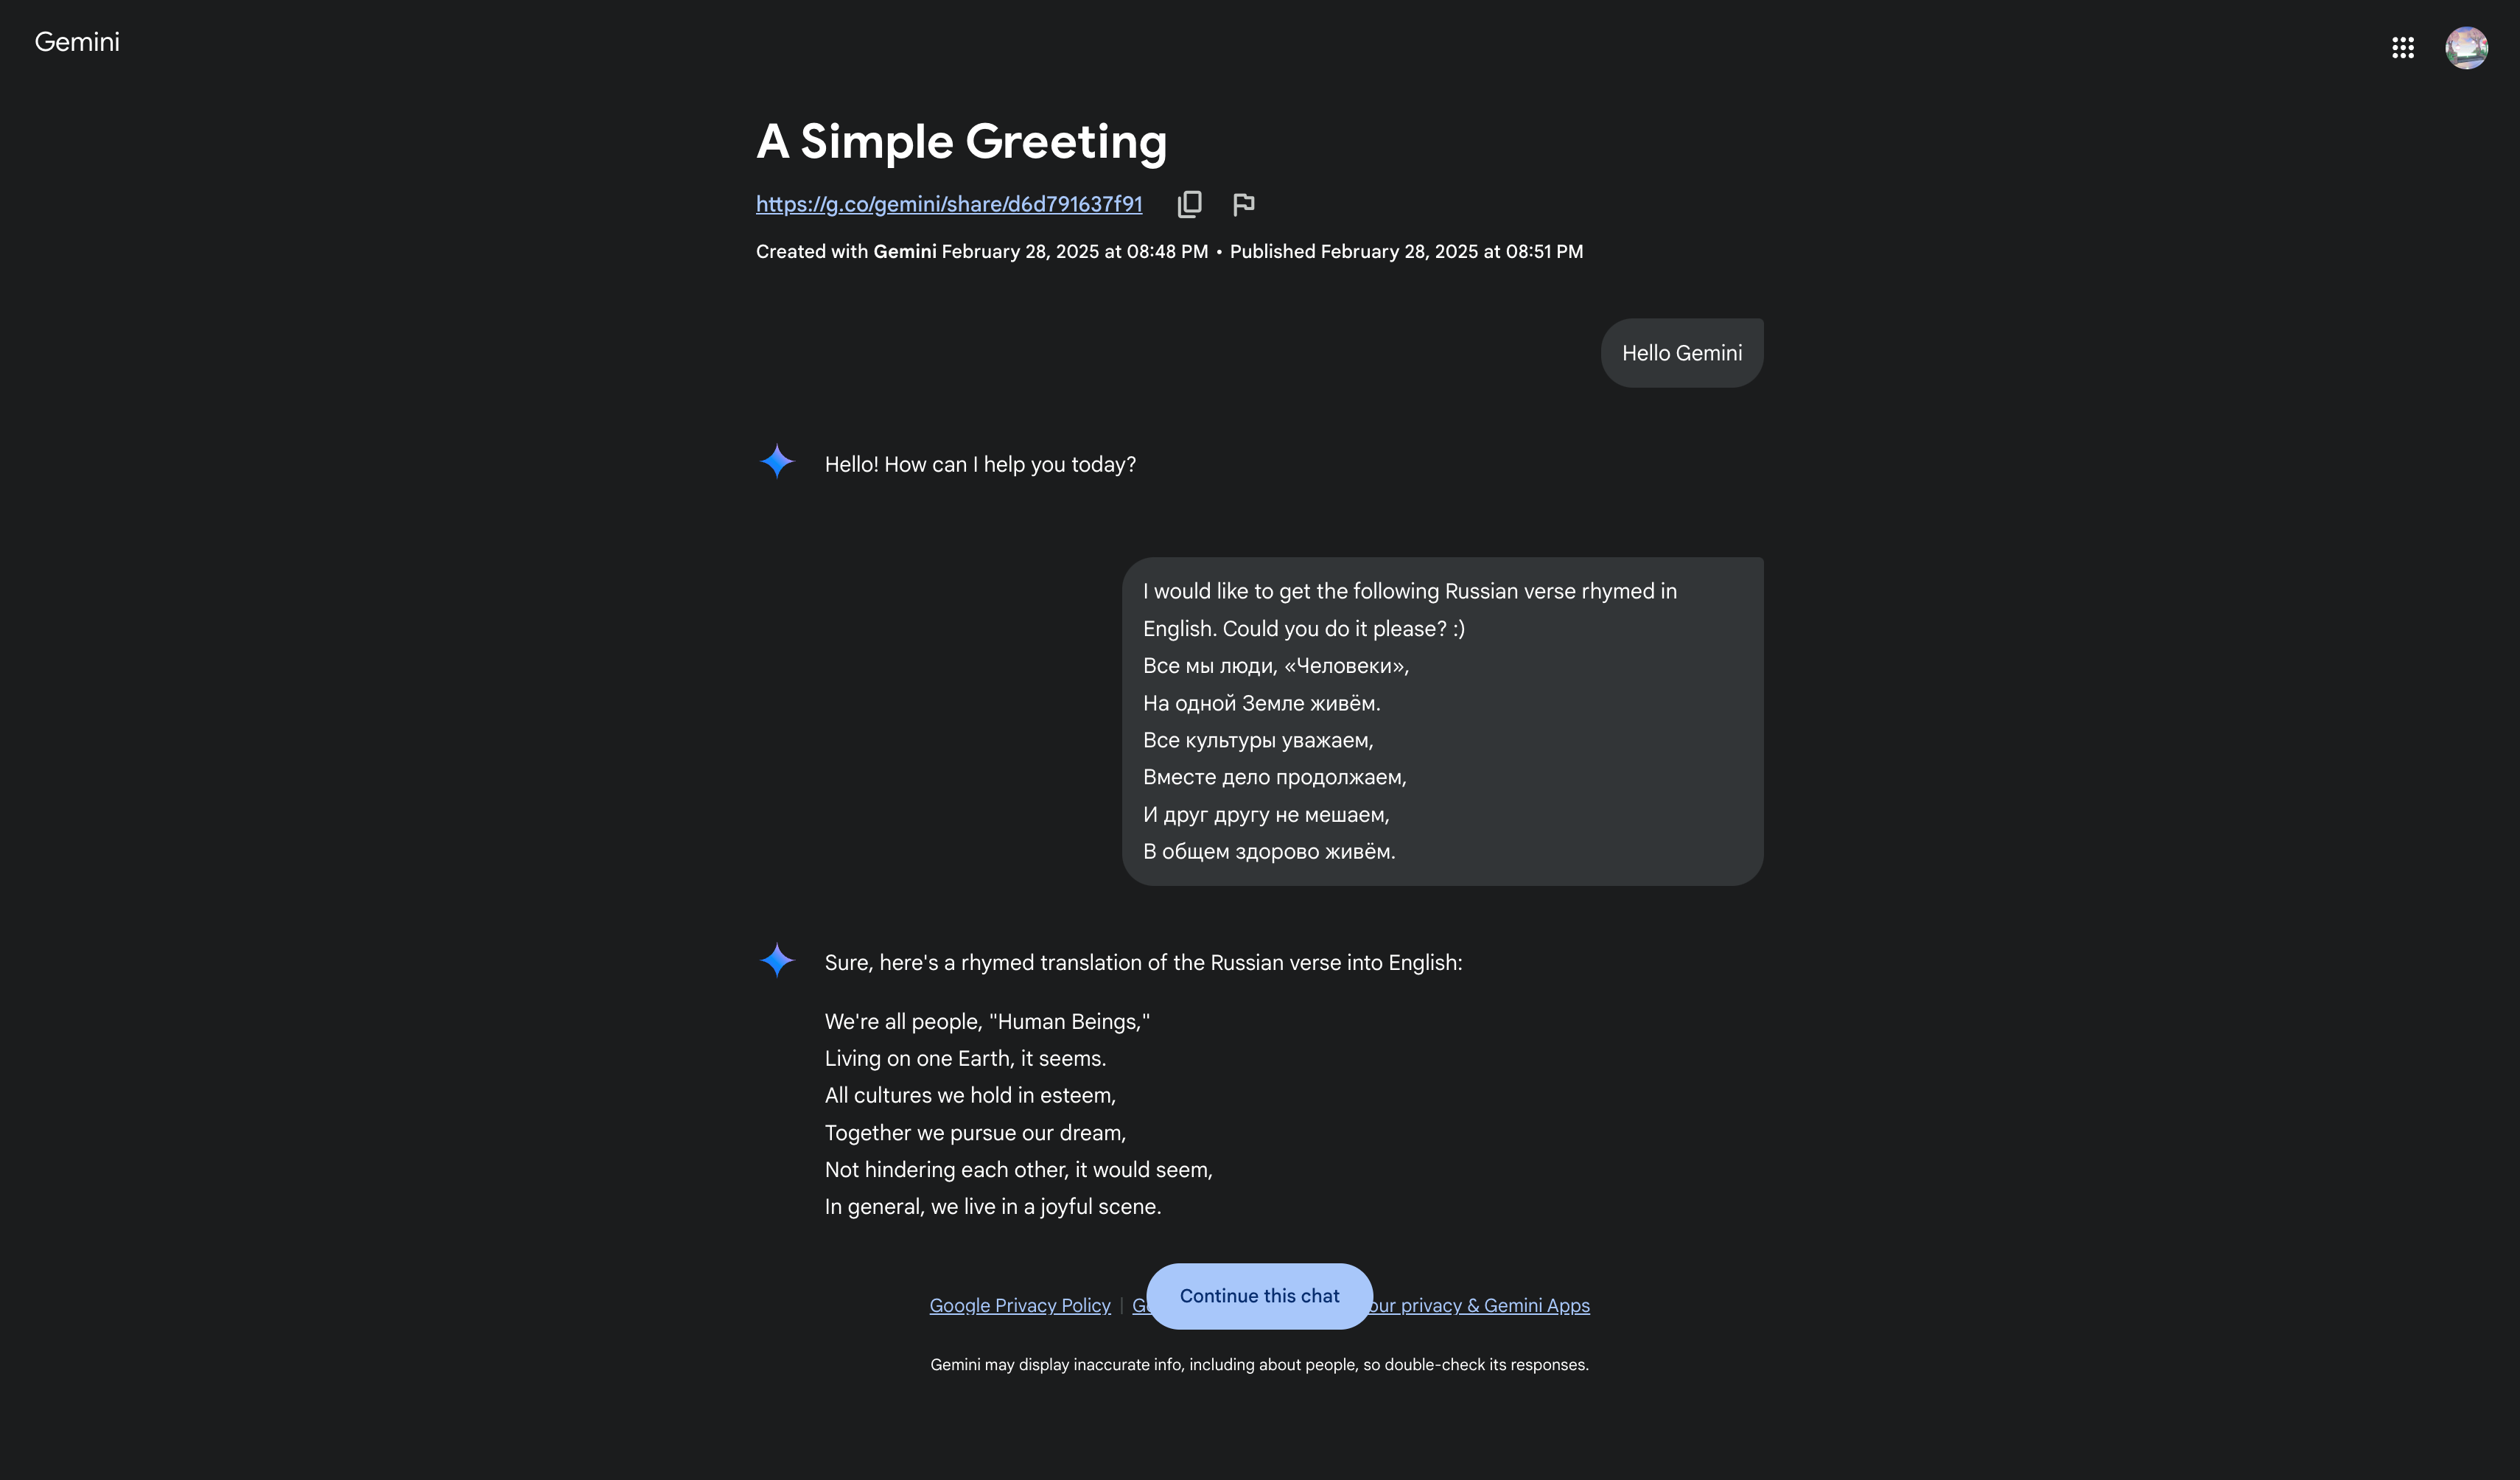 Gemini
A Simple Greeting
https://g.co/gemini/share/d6d791637f91
Created with Gemini February 28, 2025 at 08:48 PM • Published February 28, 2025 at 08:51 PM
Hello Gemini
Hello! How can I help you today?
I would like to get the following Russian verse rhymed in
English. Could you do it please? :)
Все мы люди, «Человеки»,
На одной Земле живём.
Все культуры уважаем,
Вместе дело продолжаем,
И друг другу не мешаем,
В общем здорово живём.
Sure, here's a rhymed translation of the Russian verse into English:
We're all people, "Human Beings,"
Living on one Earth, it seems.
All cultures we hold in esteem,
Together we pursue our dream,
Not hindering each other, it would seem,
In general, we live in a joyful scene.
Continue this chat
Google Privacy Policy | privacy & Gemini Apps
Gemini may display inaccurate info, including about people, so double-check its responses.